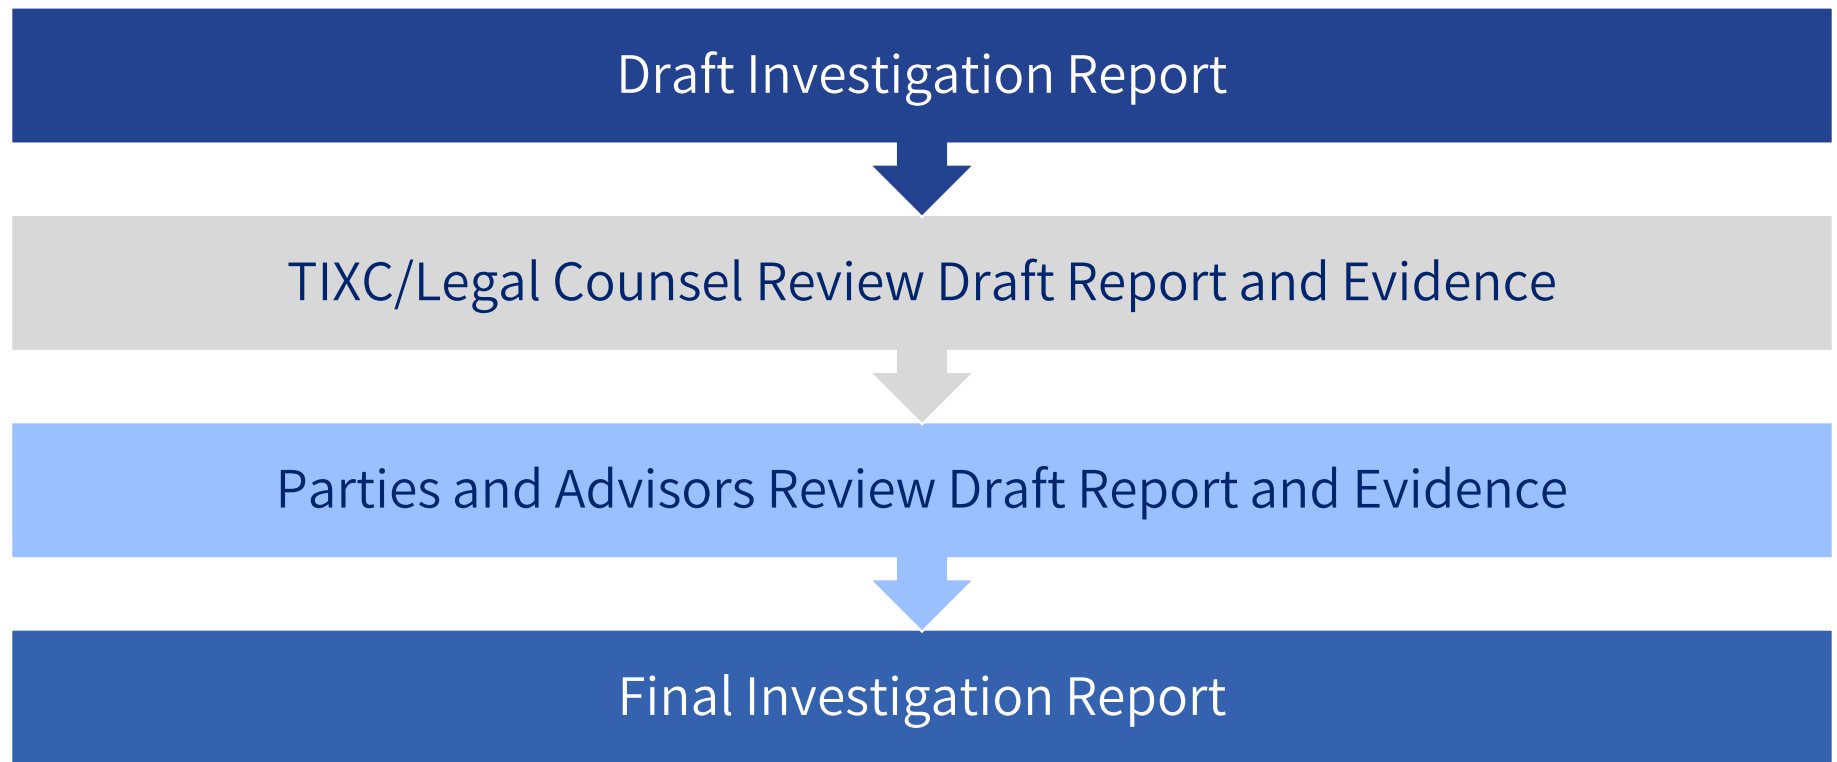 Draft Investigation Report
TIXC/Legal Counsel Review Draft Report and Evidence
Parties and Advisors Review Draft Report and Evidence
Final Investigation Report